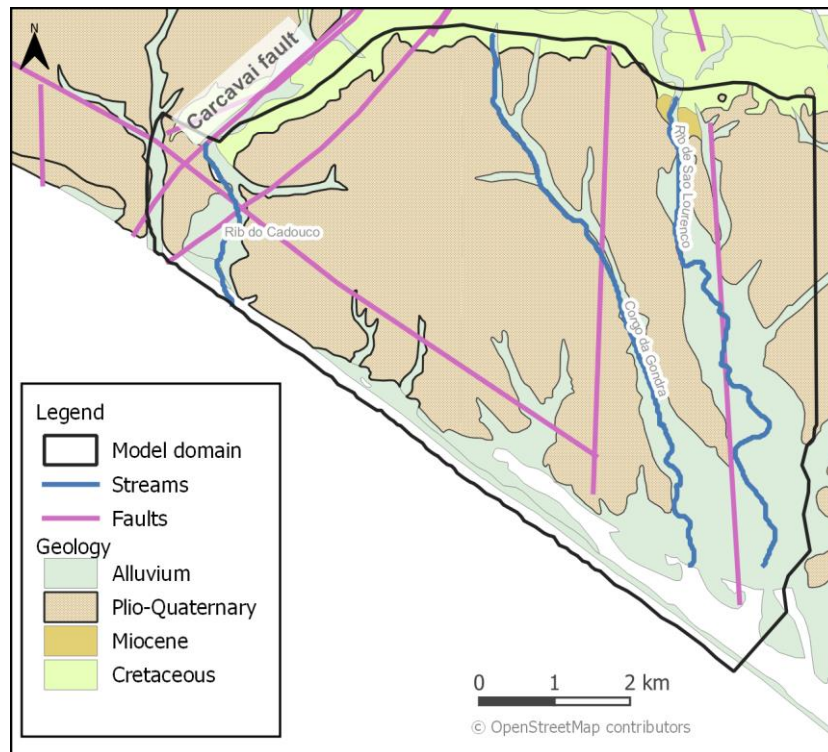 N
Carcavai fault
Rib do Cadouco
Rio de Sao Lourenco
Corgo da Gondra
Legend
Model domain
Streams
Faults
Geology
Alluvium
Plio-Quaternary
Miocene
Cretaceous
0 1 2 km
© OpenStreetMap contributors